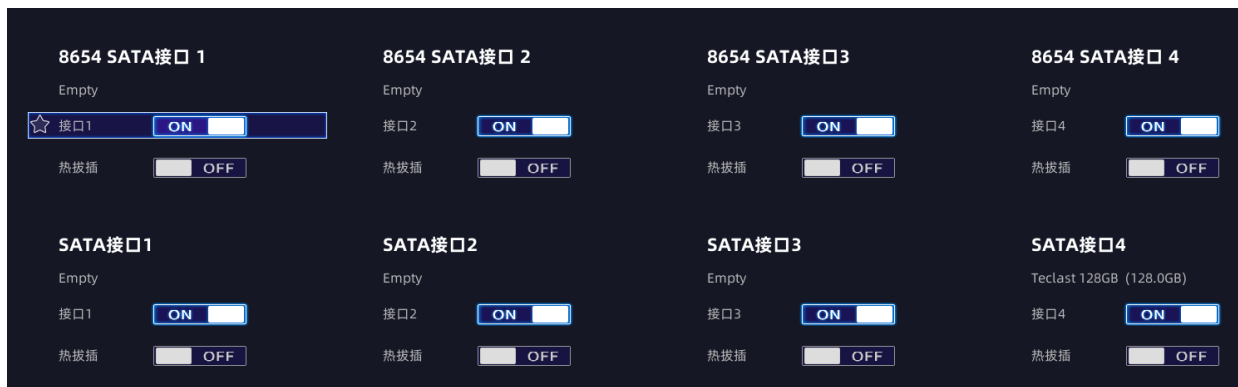 8654 SATA接口 1
8654 SATA接口 2
8654 SATA接口3
8654 SATA接口 4
Empty
Empty
Empty
Empty
接口1 ON
接口2 ON
接口3 ON
接口4 ON
热拔插 OFF
热拔插 OFF
热拔插 OFF
热拔插 OFF
SATA接口1
SATA接口2
SATA接口3
SATA接口4
Empty
Empty
Empty
Teclast 128GB (128.0GB)
接口1 ON
接口2 ON
接口3 ON
接口4 ON
热拔插 OFF
热拔插 OFF
热拔插 OFF
热拔插 OFF